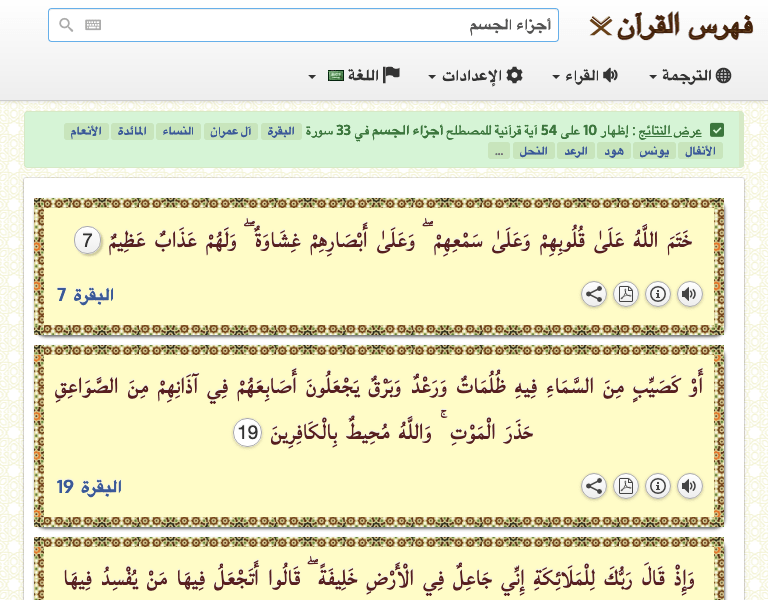 فهرس القرآن
أجزاء الجسم
الترجمة القراء الإعدادات اللغة
عرض النتائج : إظهار 10 على 54 آية قرآنية للمصطلح أجزاء الجسم في 33 سورة البقرة آل عمران النساء المائدة الأنعام
الأنفال يونس هود الرعد النحل ...
خَتَمَ اللَّهُ عَلَىٰ قُلُوبِهِمْ وَعَلَىٰ سَمْعِهِمْ ۖ وَعَلَىٰ أَبْصَارِهِمْ غِشَاوَةٌ ۖ وَلَهُمْ عَذَابٌ عَظِيمٌ 7
البقرة 7
أَوْ كَصَيِّبٍ مِنَ السَّمَاءِ فِيهِ ظُلُمَاتٌ وَرَعْدٌ وَبَرْقٌ يَجْعَلُونَ أَصَابِعَهُمْ فِي آذَانِهِمْ مِنَ الصَّوَاعِقِ
حَذَرَ الْمَوْتِ ۚ وَاللَّهُ مُحِيطٌ بِالْكَافِرِينَ 19
البقرة 19
وَإِذْ قَالَ رَبُّكَ لِلْمَلَائِكَةِ إِنِّي جَاعِلٌ فِي الْأَرْضِ خَلِيفَةً ۖ قَالُوا أَتَجْعَلُ فِيهَا مَنْ يُفْسِدُ فِيهَا